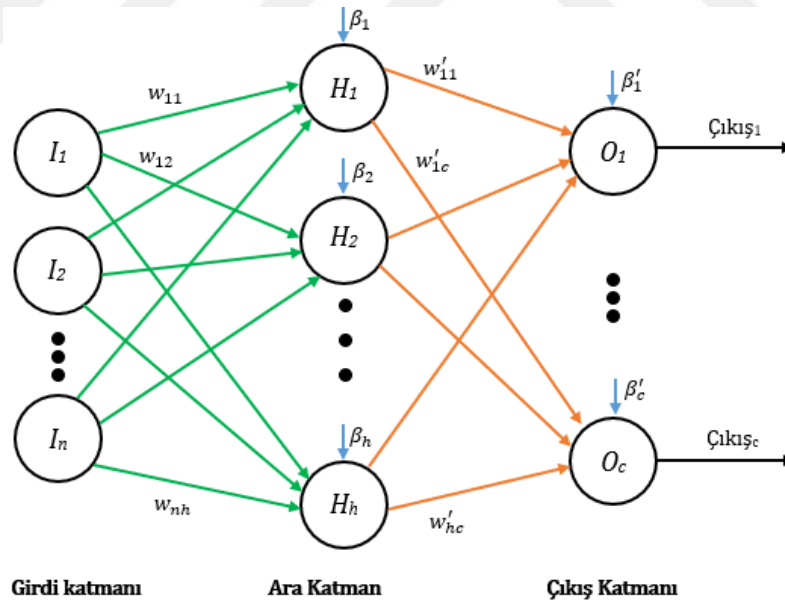 β₁
w₁₁
H₁
w′₁₁
β′₁
I₁
w₁₂
w′₁c
O₁
Çıkış₁
β₂
H₂
I₂
β′c
Iₙ
βₕ
Oc
Çıkışc
wₙₕ
Hₕ
w′ₕc
Girdi katmanı
Ara Katman
Çıkış Katmanı